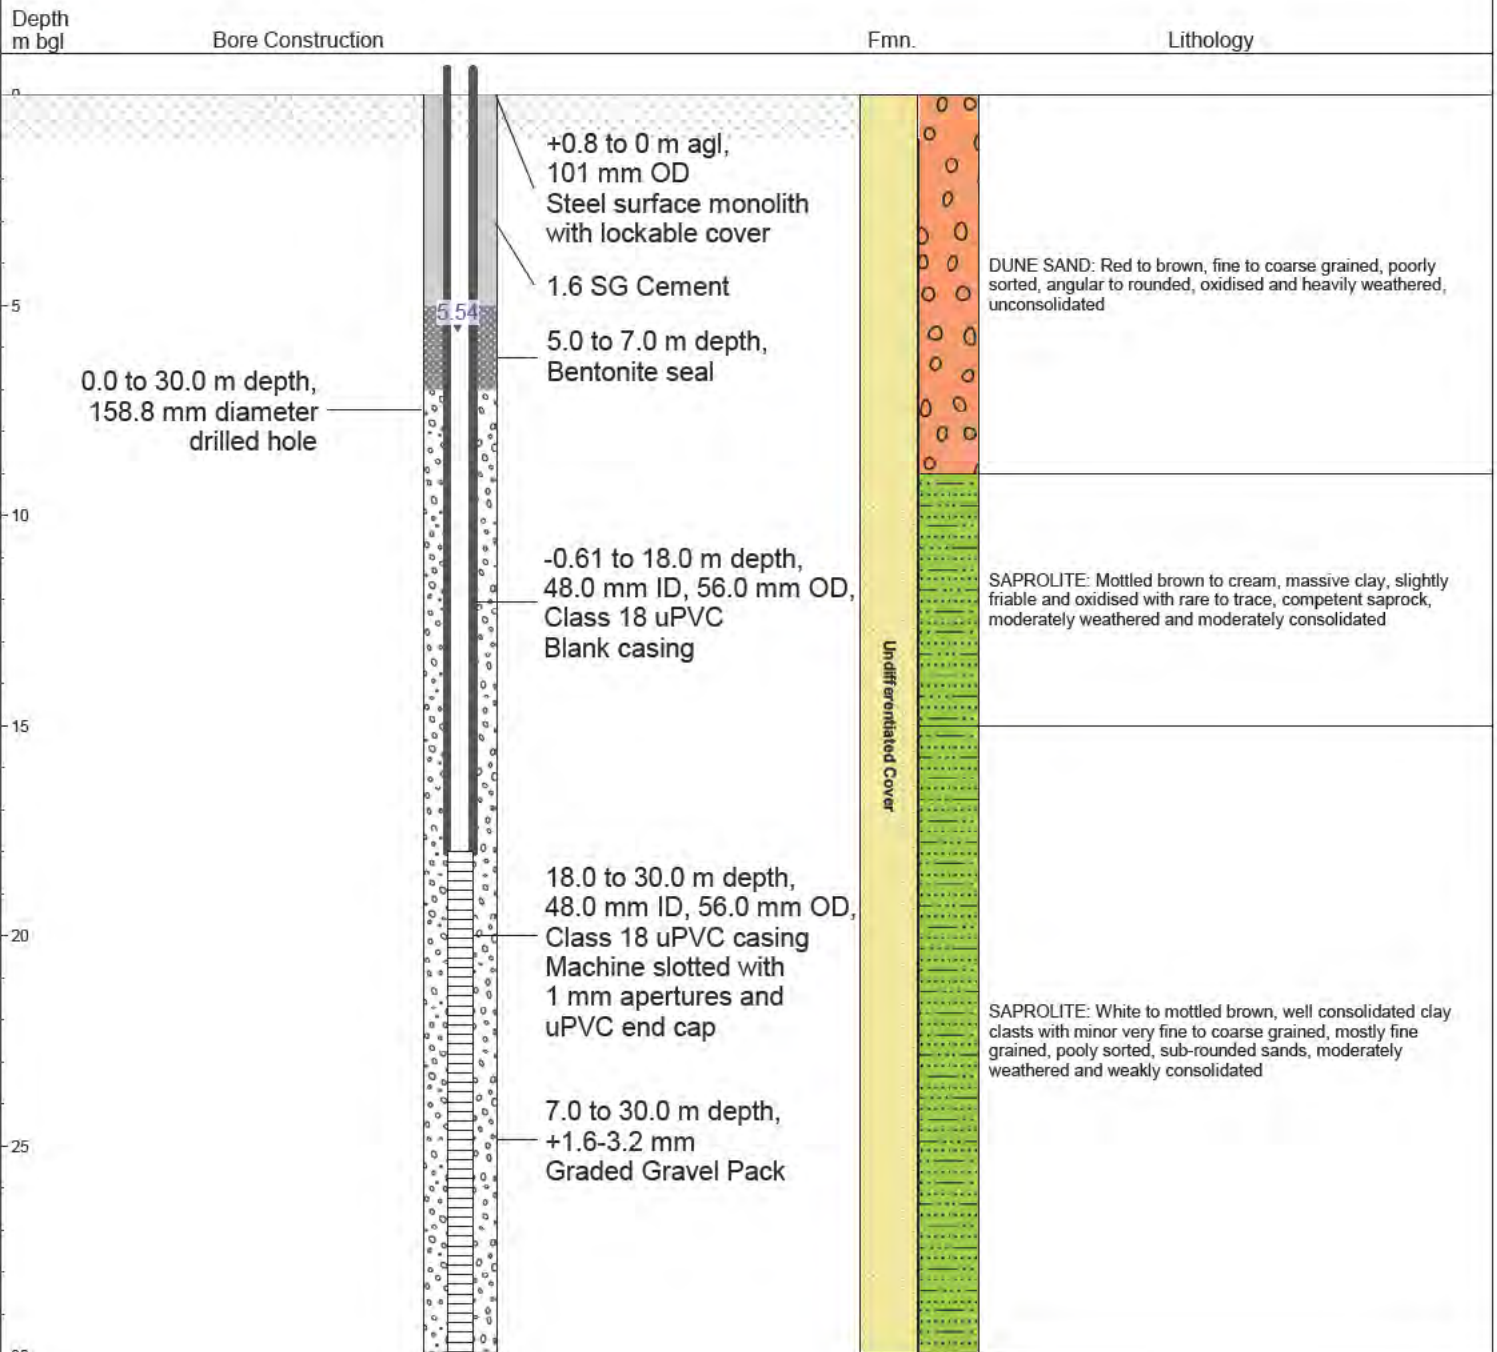 Depth
m bgl
Bore Construction
Fmn.
Lithology
0
+0.8 to 0 m agl,
101 mm OD
Steel surface monolith
with lockable cover
1.6 SG Cement
5
5.54
5.0 to 7.0 m depth,
Bentonite seal
0.0 to 30.0 m depth,
158.8 mm diameter
drilled hole
10
-0.61 to 18.0 m depth,
48.0 mm ID, 56.0 mm OD,
Class 18 uPVC
Blank casing
15
18.0 to 30.0 m depth,
48.0 mm ID, 56.0 mm OD,
Class 18 uPVC casing
Machine slotted with
1 mm apertures and
uPVC end cap
20
7.0 to 30.0 m depth,
+1.6-3.2 mm
Graded Gravel Pack
25
Undifferentiated Cover
DUNE SAND: Red to brown, fine to coarse grained, poorly
sorted, angular to rounded, oxidised and heavily weathered,
unconsolidated
SAPROLITE: Mottled brown to cream, massive clay, slightly
friable and oxidised with rare to trace, competent saprock,
moderately weathered and moderately consolidated
SAPROLITE: White to mottled brown, well consolidated clay
clasts with minor very fine to coarse grained, mostly fine
grained, pooly sorted, sub-rounded sands, moderately
weathered and weakly consolidated